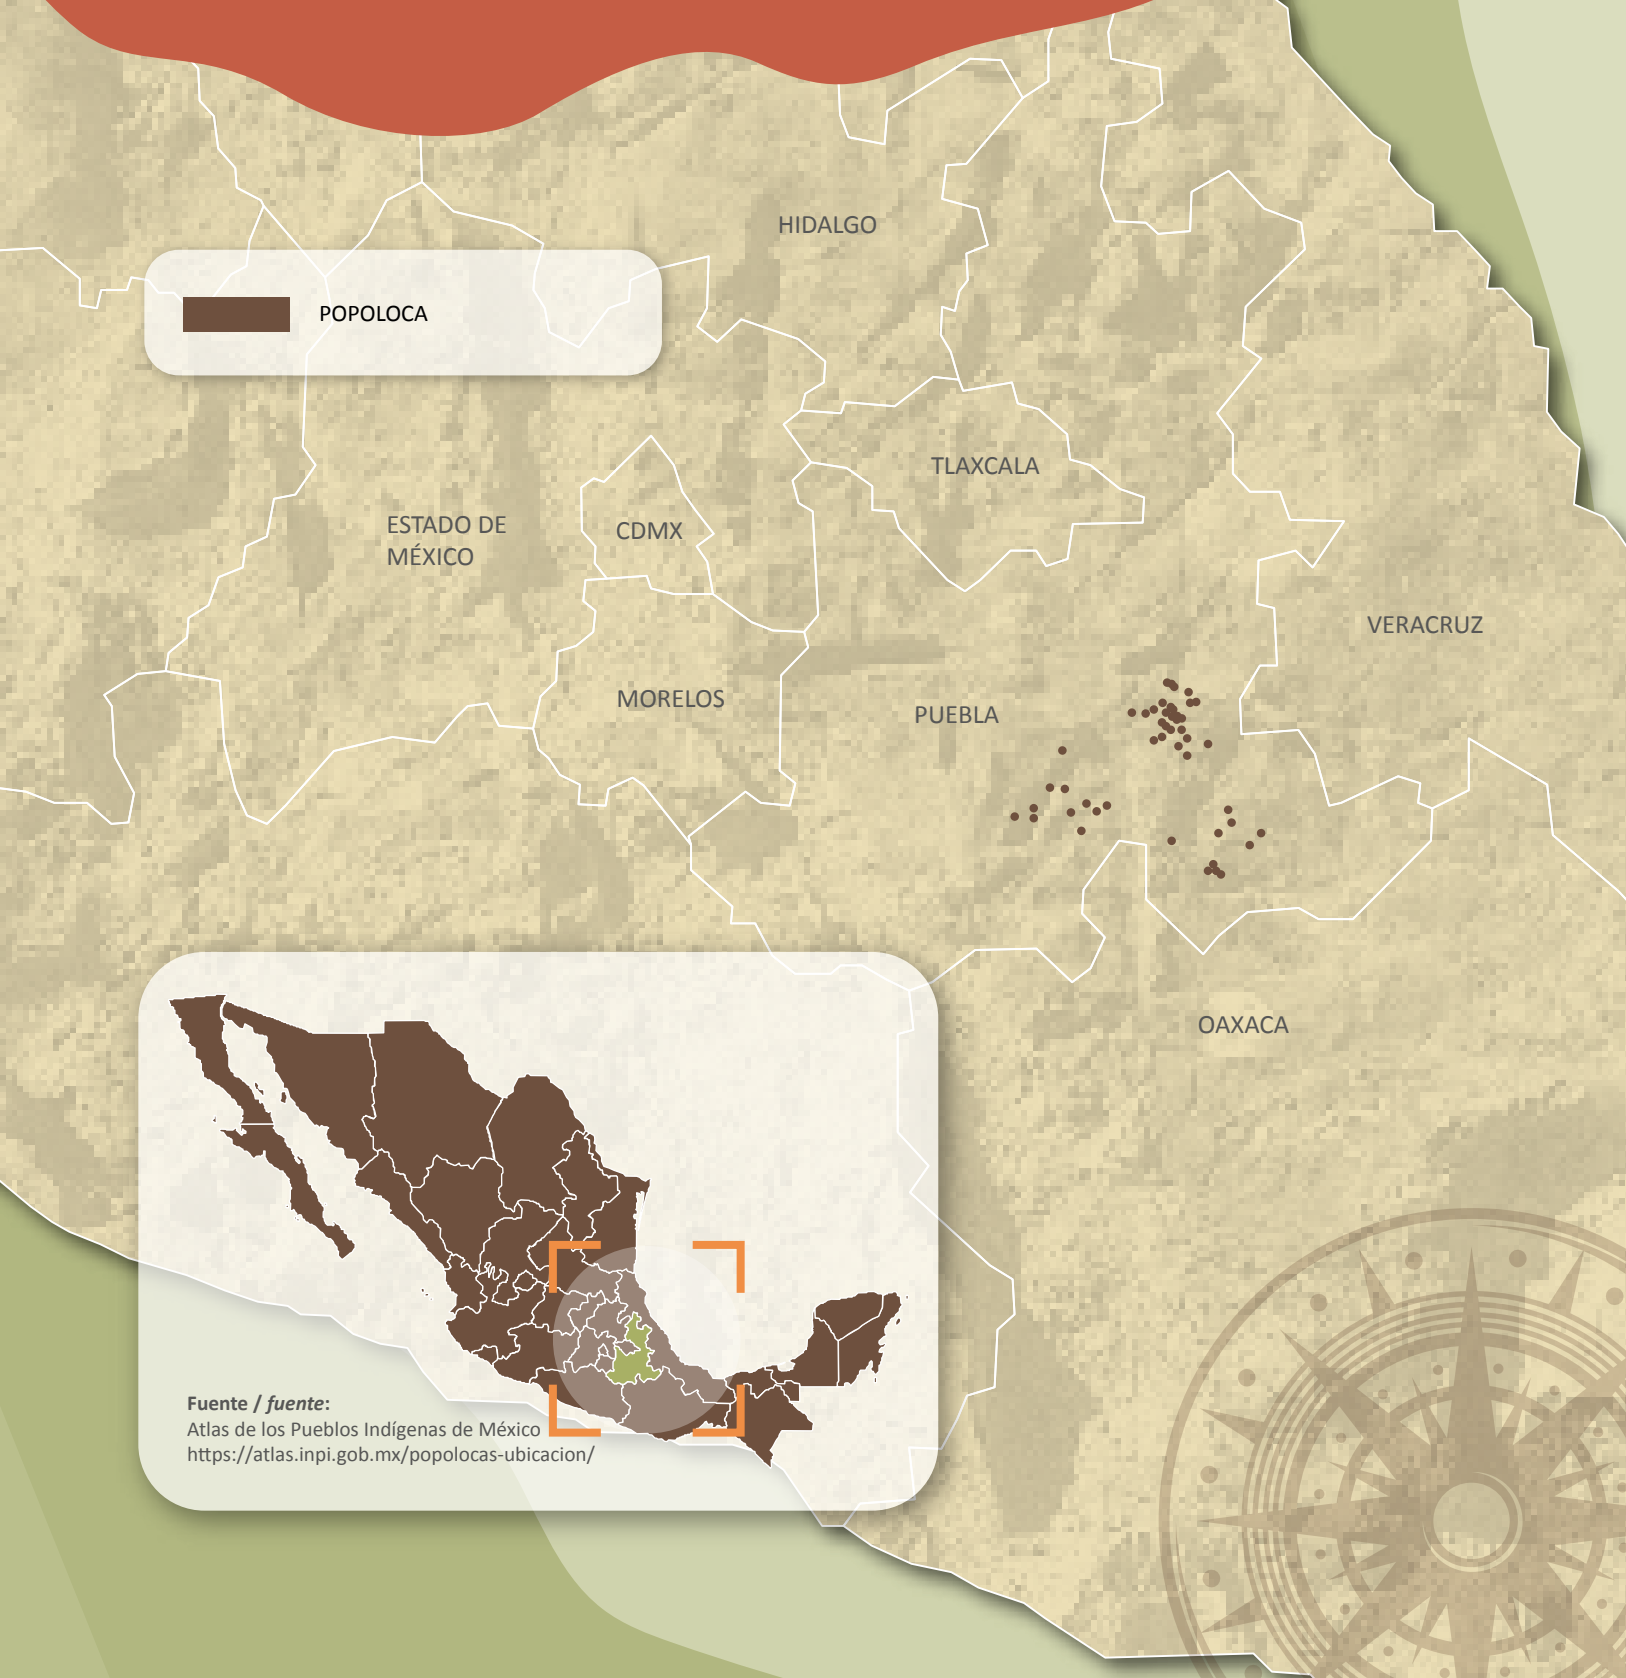 HIDALGO
POPOLOCA
TLAXCALA
ESTADO DE
MÉXICO
CDMX
VERACRUZ
MORELOS
PUEBLA
OAXACA
Fuente / fuente:
Atlas de los Pueblos Indígenas de México
https://atlas.inpi.gob.mx/popolocas-ubicacion/